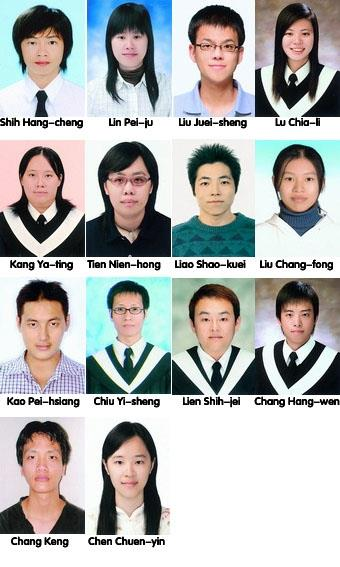 Shih Hang-cheng
Lin Pei-ju
Liu Juei-sheng
Lu Chia-li
Kang Ya-ting
Tien Nien-hong
Liao Shao-kuei
Liu Chang-fong
Kao Pei-hsiang
Chiu Yi-sheng
Lien Shih-jei
Chang Hang-wen
Chang Keng
Chen Chuen-yin